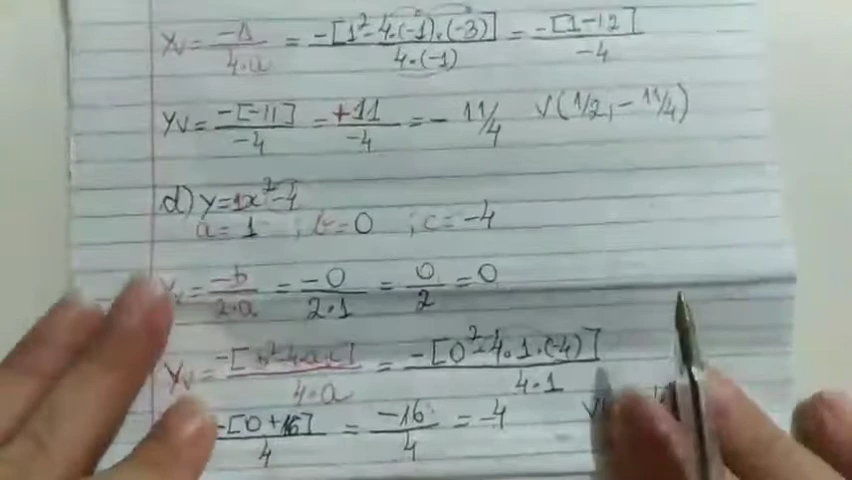 Yv = -Δ/4.a = -[1²-4.(-1).(-3)]/4.(-1) = -[1-12]/-4
Yv = -[-11]/-4 = +11/-4 = - 11/4 V(1/2, - 11/4)
d) y=1x²-4
a=1 ; b=0 ; c=-4
-b/2.a = -0/2.1 = 0/2 = 0
Yv = -[b²-4.a.c]/4.a = -[0²-4.1.(-4)]/4.1
-[0+16]/4 = -16/4 = -4